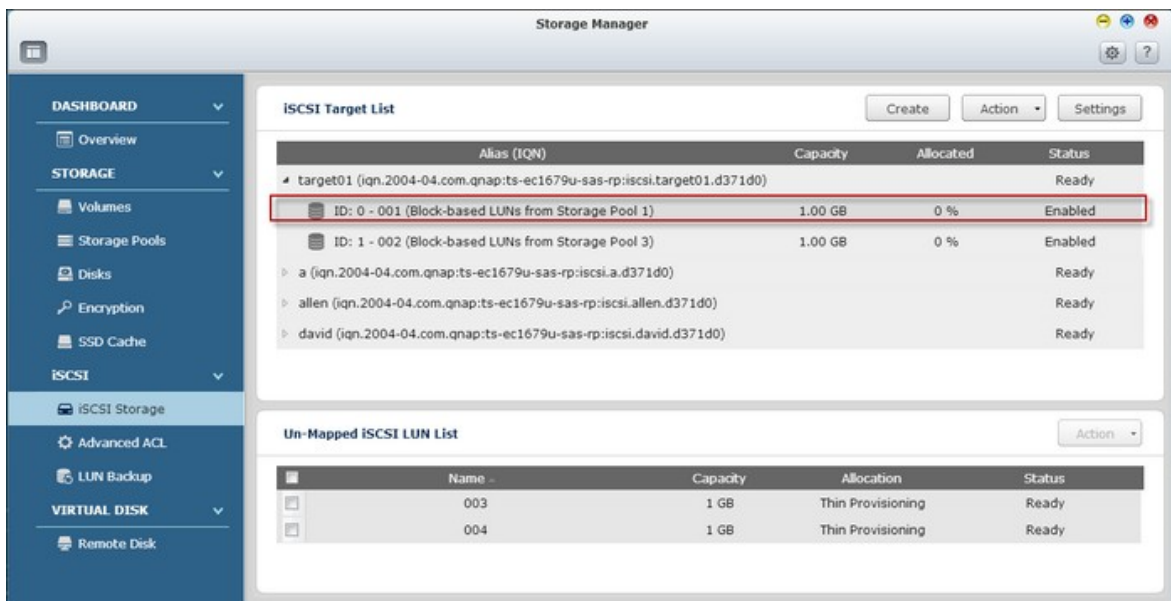 Storage Manager
?
DASHBOARD
Overview
STORAGE
Volumes
Storage Pools
Disks
Encryption
SSD Cache
iSCSI
iSCSI Storage
Advanced ACL
LUN Backup
VIRTUAL DISK
Remote Disk
iSCSI Target List
Create Action Settings
Alias (IQN) Capacity Allocated Status
target01 (iqn.2004-04.com.qnap:ts-ec1679u-sas-rp:iscsi.target01.d371d0) Ready
ID: 0 - 001 (Block-based LUNs from Storage Pool 1) 1.00 GB 0 % Enabled
ID: 1 - 002 (Block-based LUNs from Storage Pool 3) 1.00 GB 0 % Enabled
a (iqn.2004-04.com.qnap:ts-ec1679u-sas-rp:iscsi.a.d371d0) Ready
allen (iqn.2004-04.com.qnap:ts-ec1679u-sas-rp:iscsi.allen.d371d0) Ready
david (iqn.2004-04.com.qnap:ts-ec1679u-sas-rp:iscsi.david.d371d0) Ready
Un-Mapped iSCSI LUN List
Action
Name Capacity Allocation Status
003 1 GB Thin Provisioning Ready
004 1 GB Thin Provisioning Ready